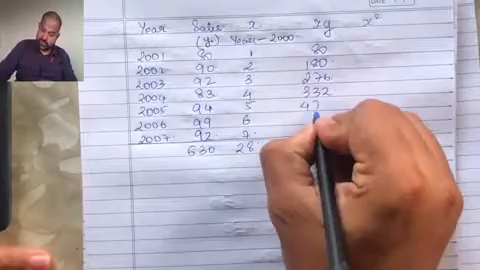 Year Sales x xy x²
(y) Year - 2000
2001 80 1 80
2002 90 2 180
2003 92 3 276
2004 83 4 332
2005 94 5 47
2006 99 6
2007 92 7
630 28